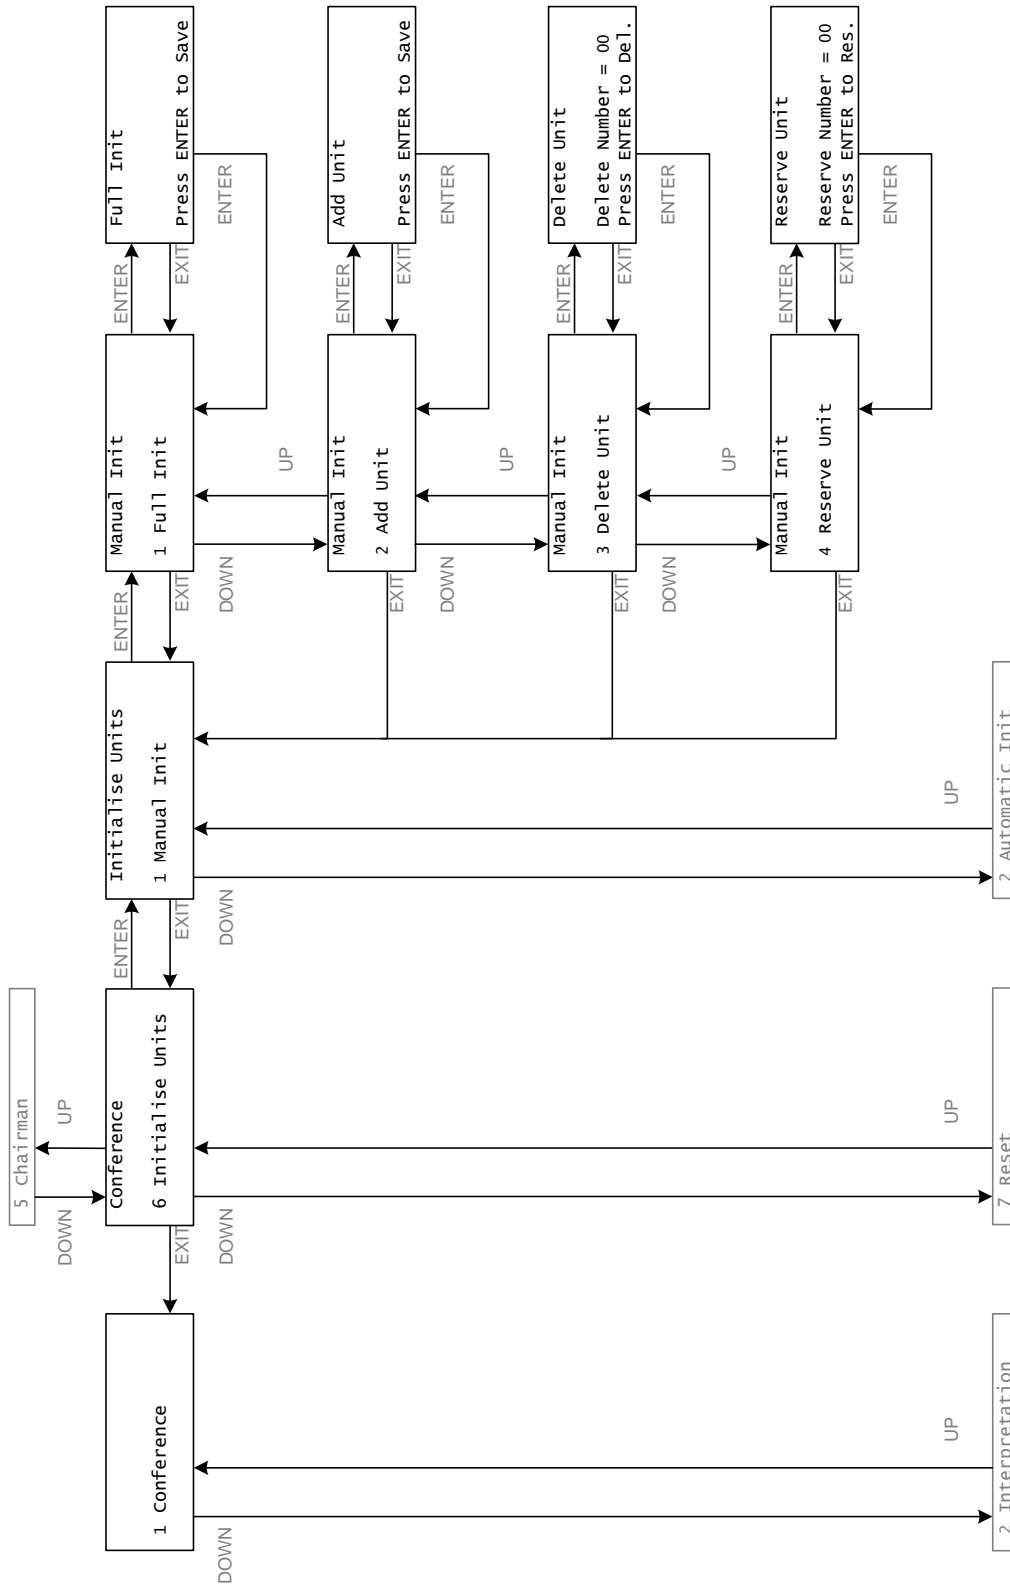 1 Conference
DOWN
UP
2 Interpretation
5 Chairman
DOWN
UP
Conference
6 Initialise Units
EXIT
ENTER
EXIT
DOWN
UP
7 Reset
Initialise Units
1 Manual Init
ENTER
EXIT
DOWN
UP
2 Automatic Init
Manual Init
1 Full Init
ENTER
EXIT
DOWN
UP
Full Init
Press ENTER to Save
ENTER
Manual Init
2 Add Unit
EXIT
ENTER
EXIT
DOWN
UP
Add Unit
Press ENTER to Save
ENTER
Manual Init
3 Delete Unit
EXIT
ENTER
EXIT
DOWN
UP
Delete Unit
Delete Number = 00
Press ENTER to Del.
ENTER
Manual Init
4 Reserve Unit
EXIT
ENTER
EXIT
Reserve Unit
Reserve Number = 00
Press ENTER to Res.
ENTER